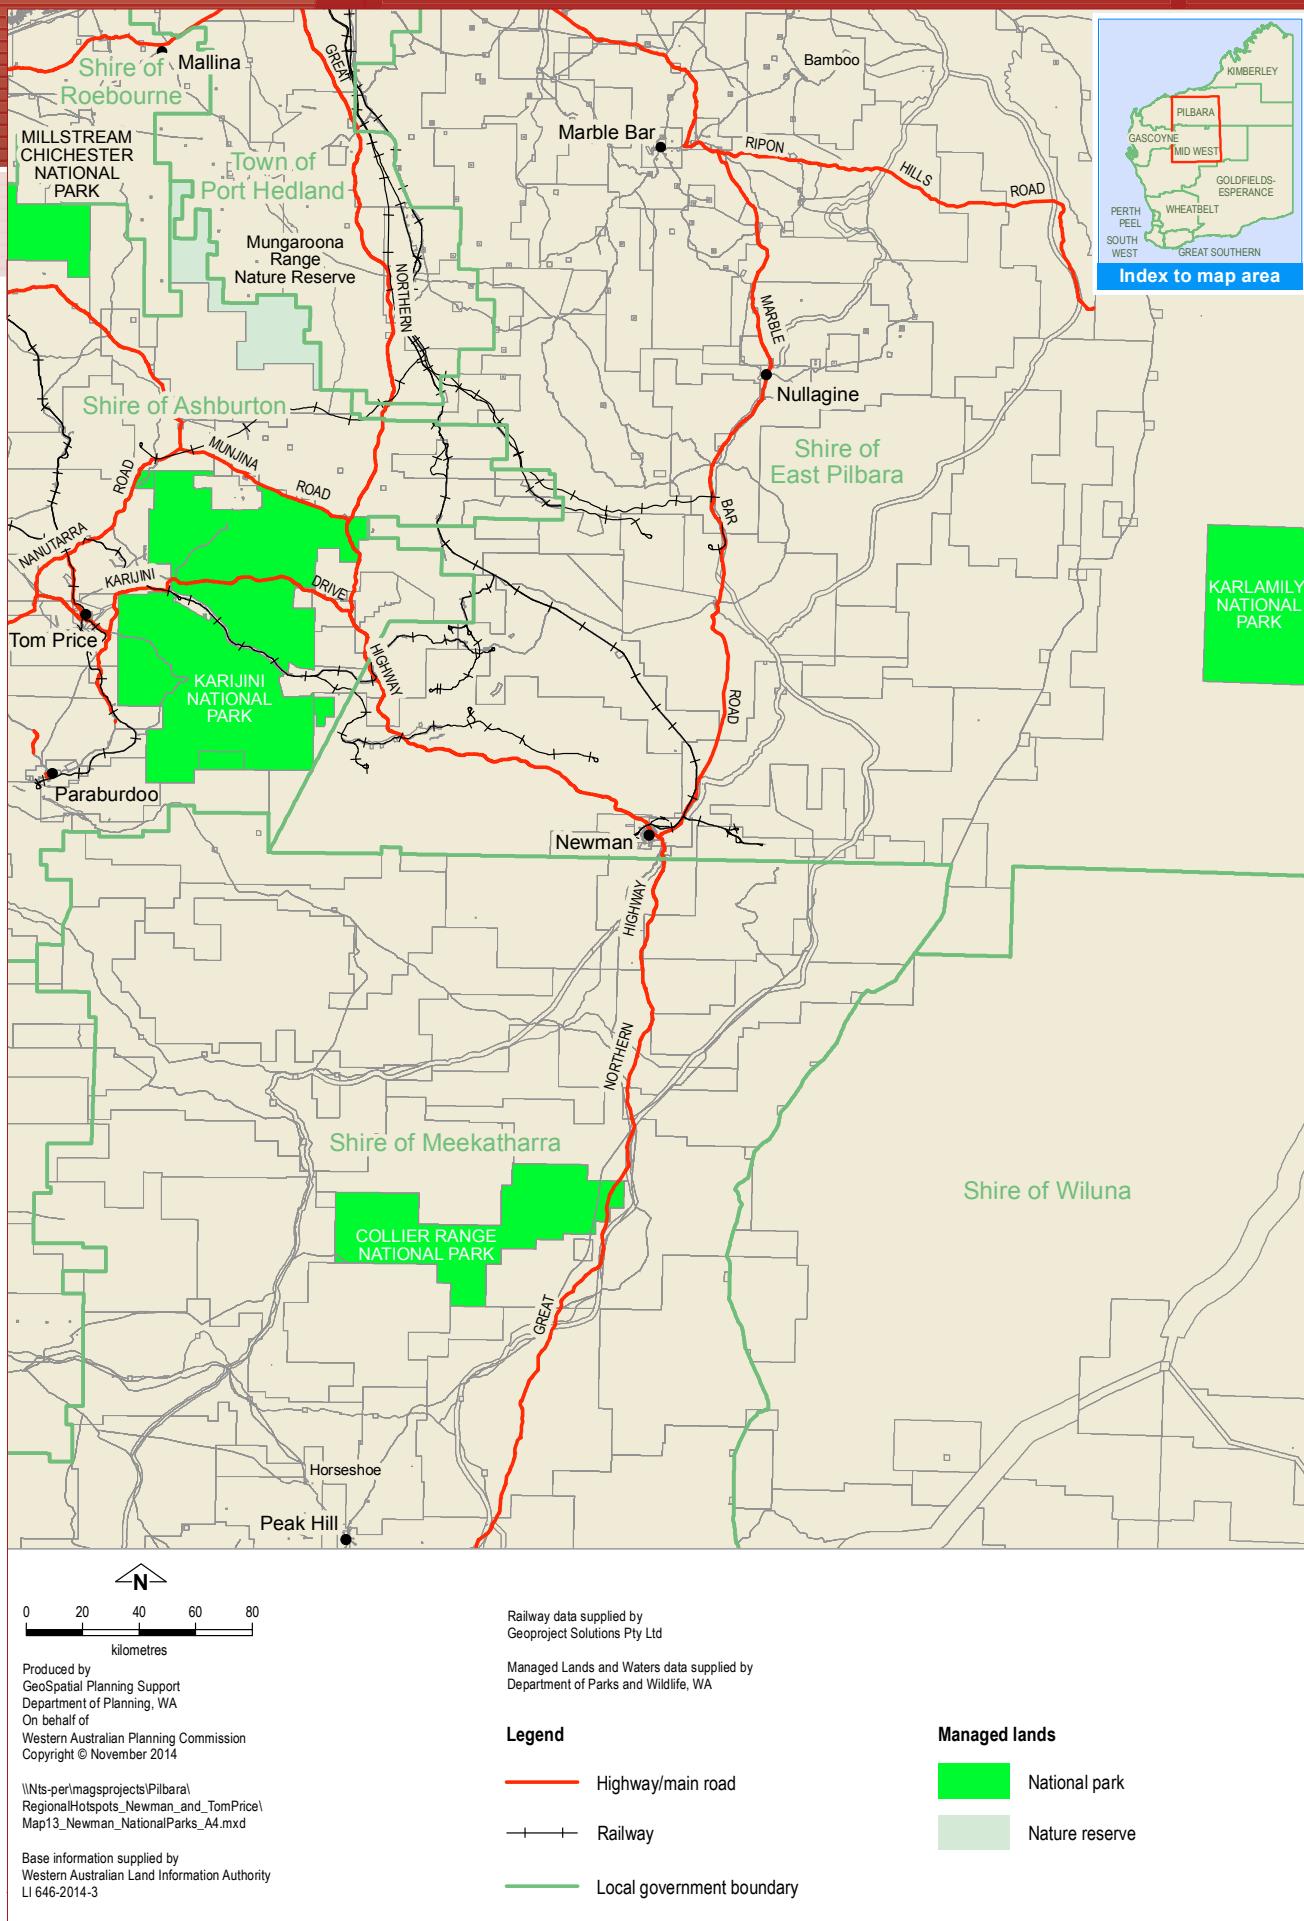 Mallina
Shire of
Roebourne
MILLSTREAM
CHICHESTER
NATIONAL
PARK
Town of
Port Hedland
Mungaroona
Range
Nature Reserve
GREAT
NORTHERN
Bamboo
Marble Bar
RIPON
HILLS
ROAD
MARBLE
Nullagine
Shire of
East Pilbara
BAR
ROAD
Shire of Ashburton
MUNJINA
ROAD
ROAD
NANUTARRA
KARIJINI
DRIVE
Tom Price
HIGHWAY
KARIJINI
NATIONAL
PARK
KARLAMILY
NATIONAL
PARK
Paraburdoo
Newman
HIGHWAY
NORTHERN
Shire of Meekatharra
COLLIER RANGE
NATIONAL PARK
GREAT
Shire of Wiluna
Horseshoe
Peak Hill
KIMBERLEY
PILBARA
GASCOYNE
MID WEST
GOLDFIELDS-
ESPERANCE
PERTH
PEEL
WHEATBELT
SOUTH
WEST
GREAT SOUTHERN
Index to map area
N
0 20 40 60 80
kilometres
Produced by
GeoSpatial Planning Support
Department of Planning, WA
On behalf of
Western Australian Planning Commission
Copyright © November 2014
\\Nts-per\magsprojects\Pilbara\
RegionalHotspots_Newman_and_TomPrice\
Map13_Newman_NationalParks_A4.mxd
Base information supplied by
Western Australian Land Information Authority
LI 646-2014-3
Railway data supplied by
Geoproject Solutions Pty Ltd
Managed Lands and Waters data supplied by
Department of Parks and Wildlife, WA
Legend
Highway/main road
Railway
Local government boundary
Managed lands
National park
Nature reserve